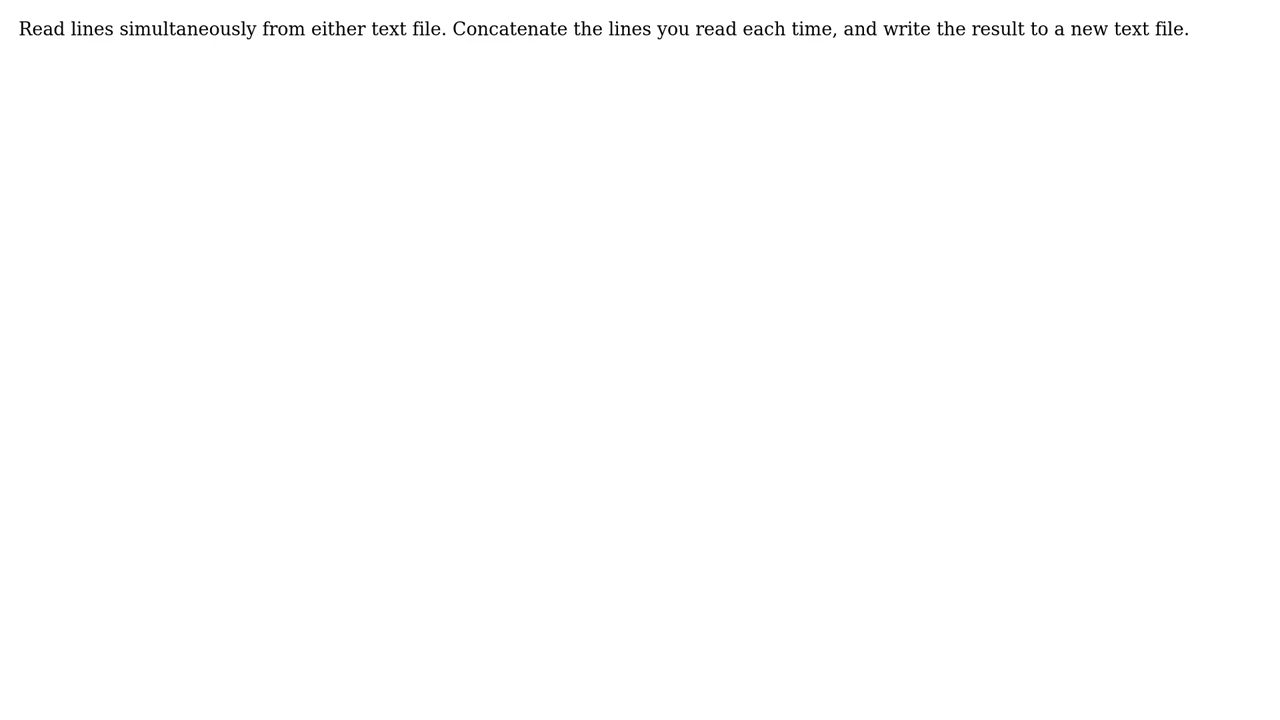 Read lines simultaneously from either text file. Concatenate the lines you read each time, and write the result to a new text file.